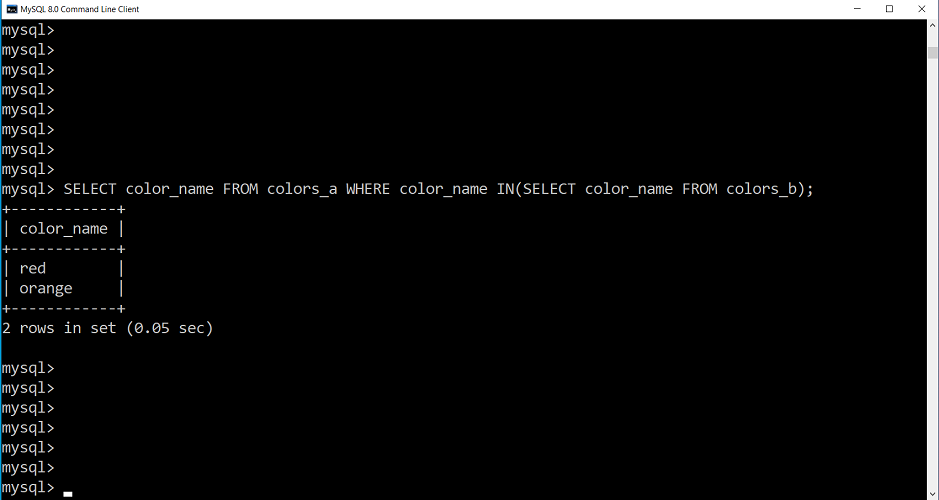 MySQL 8.0 Command Line Client
mysql>
mysql>
mysql>
mysql>
mysql>
mysql>
mysql>
mysql>
mysql> SELECT color_name FROM colors_a WHERE color_name IN(SELECT color_name FROM colors_b);
+------------+
| color_name |
+------------+
| red        |
| orange     |
+------------+
2 rows in set (0.05 sec)

mysql>
mysql>
mysql>
mysql>
mysql>
mysql>
mysql>